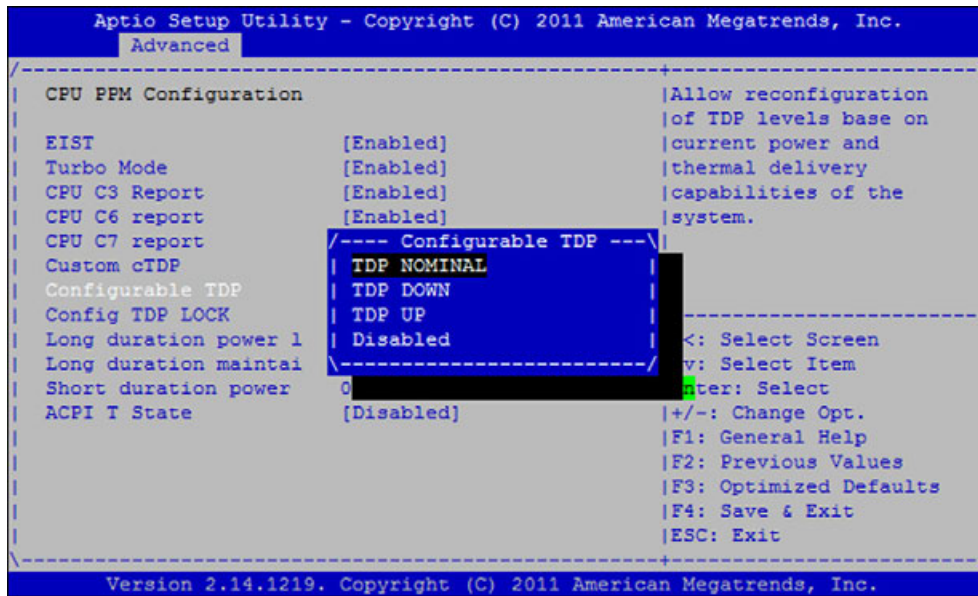 Aptio Setup Utility - Copyright (C) 2011 American Megatrends, Inc.
Advanced
CPU PPM Configuration
EIST [Enabled]
Turbo Mode [Enabled]
CPU C3 Report [Enabled]
CPU C6 report [Enabled]
CPU C7 report
Custom cTDP
Configurable TDP
Config TDP LOCK
Long duration power l
Long duration maintai
Short duration power 0
ACPI T State [Disabled]
Configurable TDP
TDP NOMINAL
TDP DOWN
TDP UP
Disabled
Allow reconfiguration
of TDP levels base on
current power and
thermal delivery
capabilities of the
system.
<: Select Screen
v: Select Item
nter: Select
+/-: Change Opt.
F1: General Help
F2: Previous Values
F3: Optimized Defaults
F4: Save & Exit
ESC: Exit
Version 2.14.1219. Copyright (C) 2011 American Megatrends, Inc.